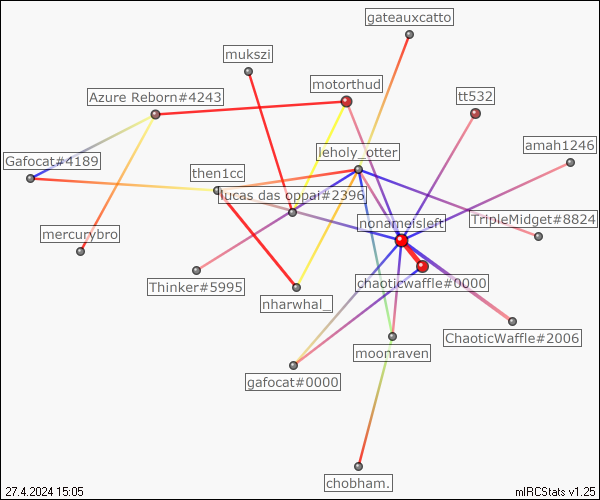 gateauxcatto
mukszi
motorthud
Azure Reborn#4243
tt532
amah1246
leholy_otter
Gafocat#4189
then1cc
lucas das oppai#2396
nonameisleft
TripleMidget#8824
mercurybro
chaoticwaffle#0000
Thinker#5995
nharwhal_
ChaoticWaffle#2006
moonraven
gafocat#0000
chobham.
27.4.2024 15:05
mIRCStats v1.25